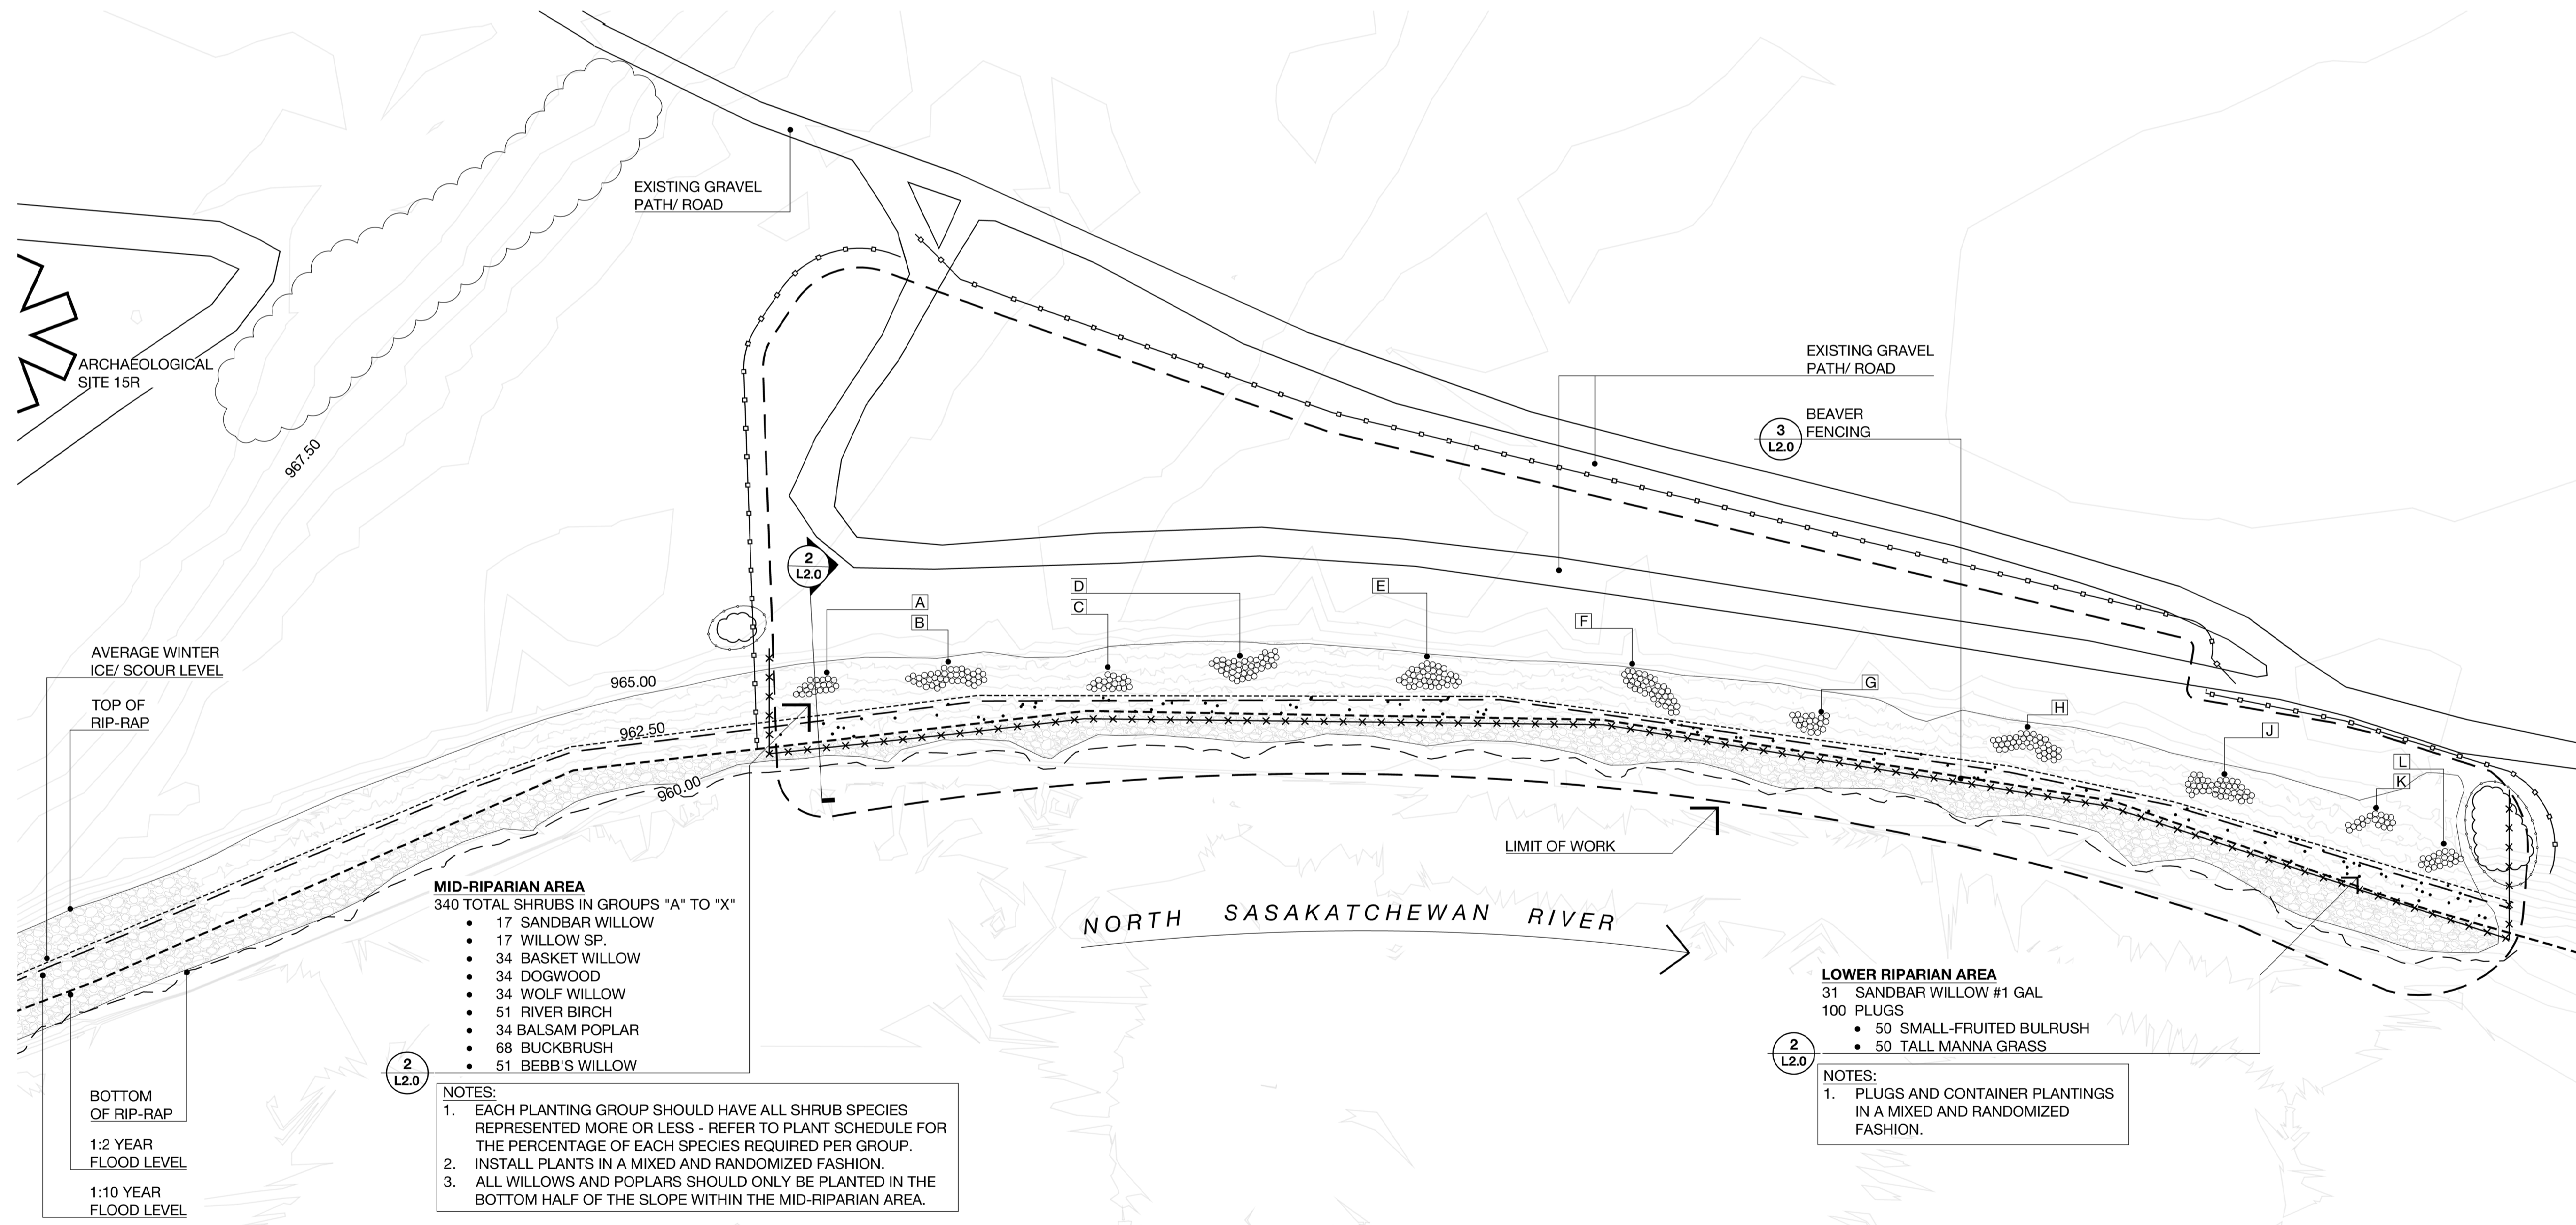 EXISTING GRAVEL
PATH/ ROAD
ARCHAEOLOGICAL
SITE 15R
967.50
EXISTING GRAVEL
PATH/ ROAD
BEAVER
FENCING
3
L2.0
2
L2.0
A
B
D
C
E
F
G
H
J
L
K
AVERAGE WINTER
ICE/ SCOUR LEVEL
TOP OF
RIP-RAP
965.00
962.50
960.00
LIMIT OF WORK
NORTH SASAKATCHEWAN RIVER
MID-RIPARIAN AREA
340 TOTAL SHRUBS IN GROUPS "A" TO "X"
• 17 SANDBAR WILLOW
• 17 WILLOW SP.
• 34 BASKET WILLOW
• 34 DOGWOOD
• 34 WOLF WILLOW
• 51 RIVER BIRCH
• 34 BALSAM POPLAR
• 68 BUCKBRUSH
• 51 BEBB'S WILLOW
2
L2.0
NOTES:
1. EACH PLANTING GROUP SHOULD HAVE ALL SHRUB SPECIES
REPRESENTED MORE OR LESS - REFER TO PLANT SCHEDULE FOR
THE PERCENTAGE OF EACH SPECIES REQUIRED PER GROUP.
2. INSTALL PLANTS IN A MIXED AND RANDOMIZED FASHION.
3. ALL WILLOWS AND POPLARS SHOULD ONLY BE PLANTED IN THE
BOTTOM HALF OF THE SLOPE WITHIN THE MID-RIPARIAN AREA.
BOTTOM
OF RIP-RAP
1:2 YEAR
FLOOD LEVEL
1:10 YEAR
FLOOD LEVEL
LOWER RIPARIAN AREA
31 SANDBAR WILLOW #1 GAL
100 PLUGS
• 50 SMALL-FRUITED BULRUSH
• 50 TALL MANNA GRASS
2
L2.0
NOTES:
1. PLUGS AND CONTAINER PLANTINGS
IN A MIXED AND RANDOMIZED
FASHION.